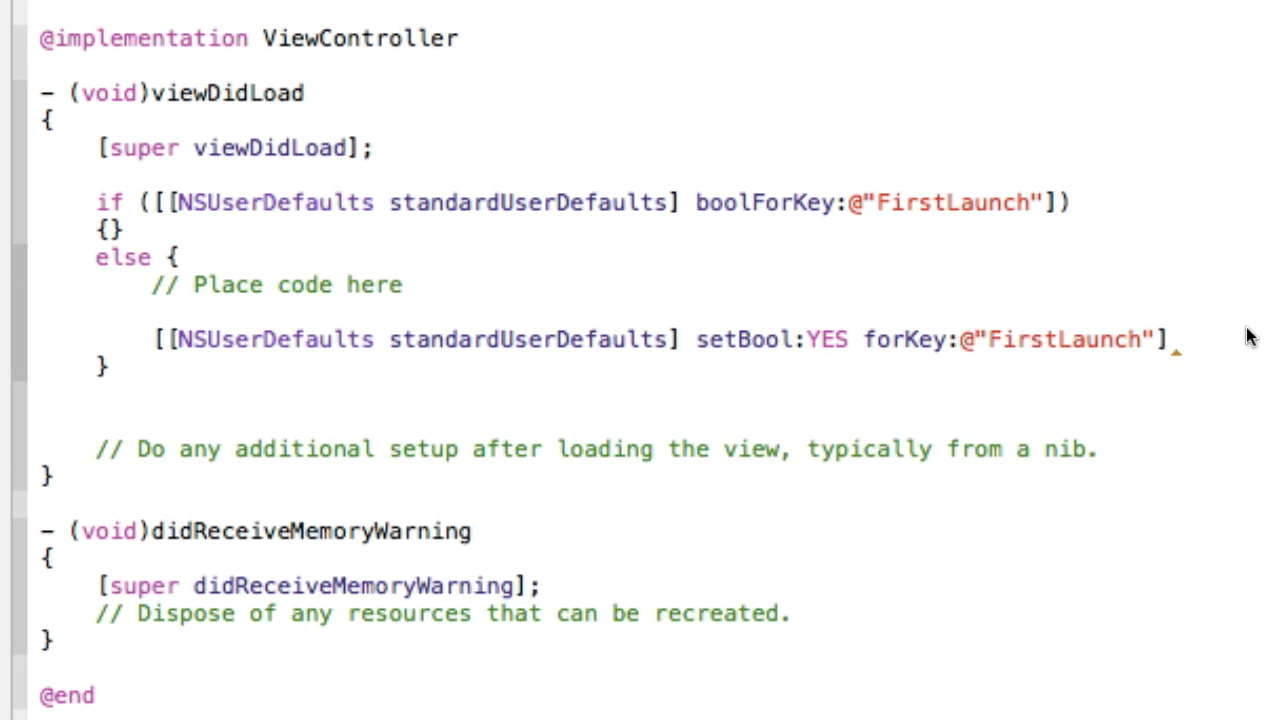 @implementation ViewController
- (void)viewDidLoad
{
[super viewDidLoad];
if ([[NSUserDefaults standardUserDefaults] boolForKey:@"FirstLaunch"])
{}
else {
// Place code here
[[NSUserDefaults standardUserDefaults] setBool:YES forKey:@"FirstLaunch"]
}
// Do any additional setup after loading the view, typically from a nib.
}
- (void)didReceiveMemoryWarning
{
[super didReceiveMemoryWarning];
// Dispose of any resources that can be recreated.
}
@end